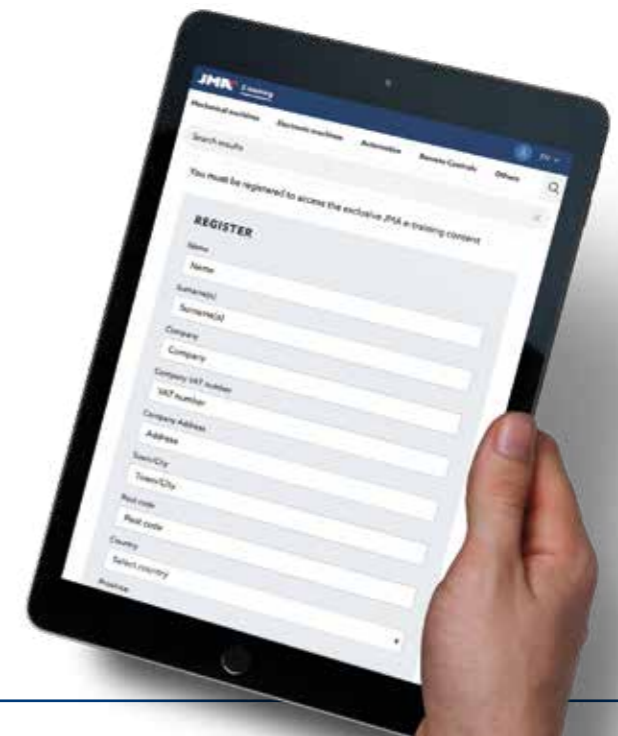 JMA E-training
EN
Mechanical machines Electronic machines Automotive Remote Controls Others
Search results
You must be registered to access the exclusive JMA e-training content
REGISTER
Name
Name
Surname(s)
Surname(s)
Company
Company
Company VAT number
VAT number
Company Address
Address
Town/City
Town/City
Post code
Post code
Country
Select country
Province